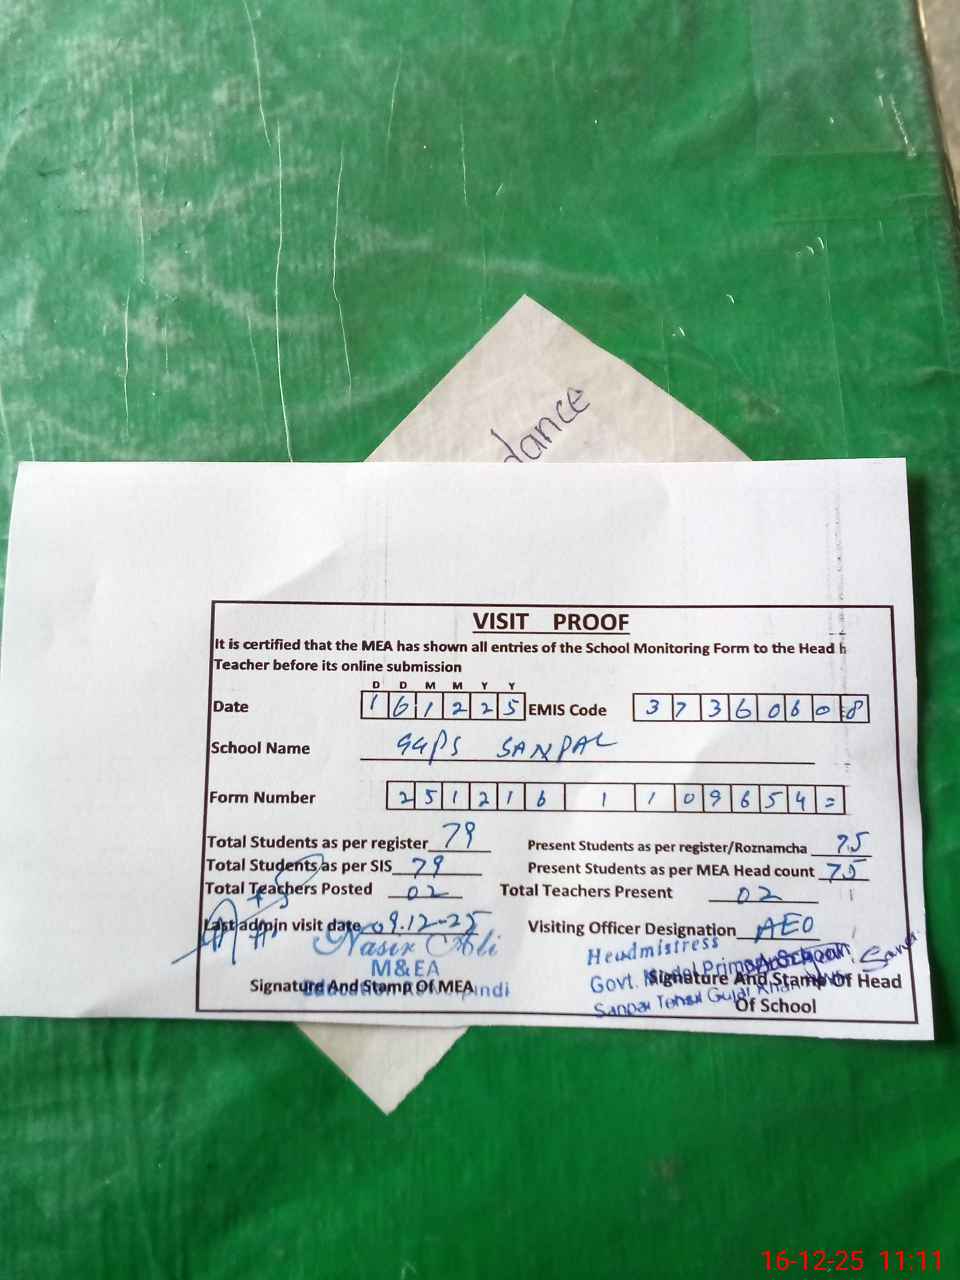 dance
VISIT PROOF
It is certified that the MEA has shown all entries of the School Monitoring Form to the Head
Teacher before its online submission
D D M M Y Y
Date 1 6 1 2 2 5 EMIS Code 3 7 3 6 0 6 0 8
School Name GGPS SANPAL
Form Number 2 5 1 2 1 6 1 1 0 9 6 5 4 =
Total Students as per register 79 Present Students as per register/Roznamcha 75
Total Students as per SIS 79 Present Students as per MEA Head count 75
Total Teachers Posted 02 Total Teachers Present 02
Last admin visit date 09.12-25 Visiting Officer Designation AEO
Nasir Ali Headmistress
M&EA Govt. Model Primary School
Signature And Stamp Of MEA Signature And Stamp Of Head
Of School
16-12-25 11:11